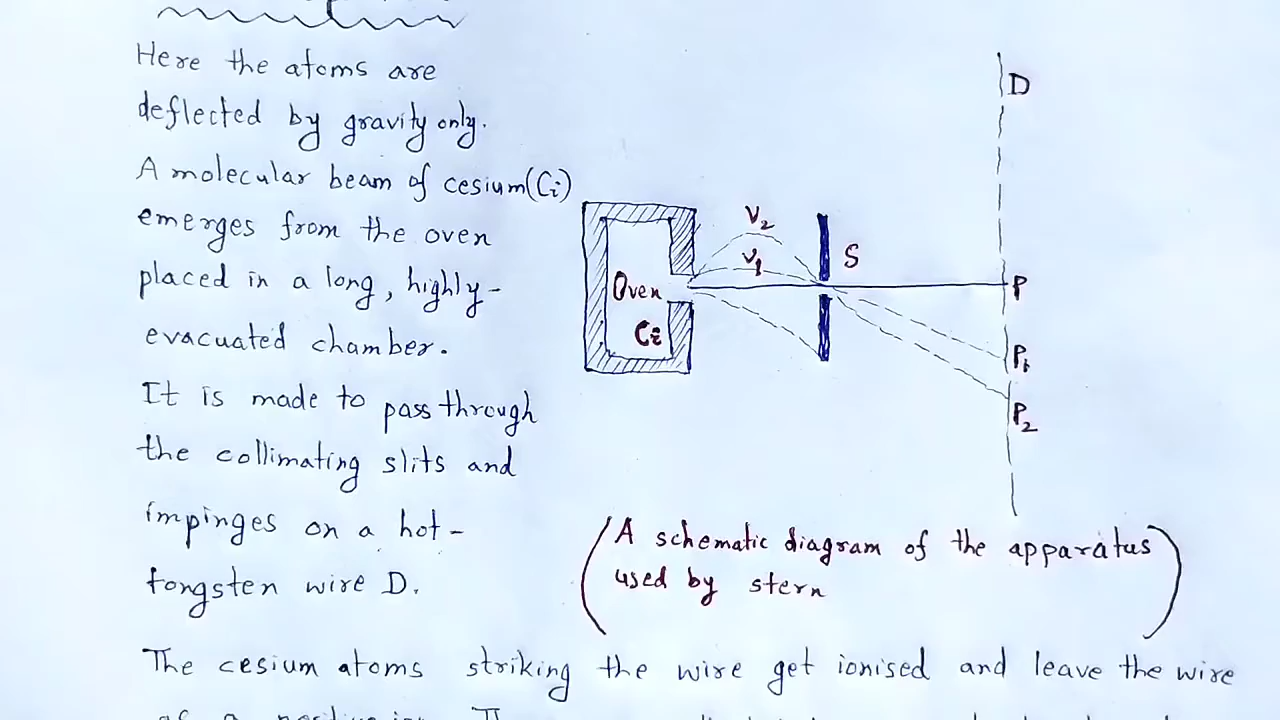 Here the atoms are
deflected by gravity only.
A molecular beam of cesium(Ci)
emerges from the oven
placed in a long, highly-
evacuated chamber.
It is made to pass through
the collimating slits and
impinges on a hot-
tongsten wire D.
D
V2
V1
S
Oven
Ci
P
P1
P2
(A schematic diagram of the apparatus
used by stern)
The cesium atoms striking the wire get ionised and leave the wire